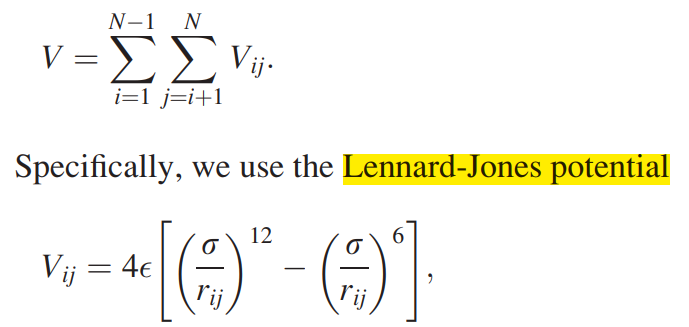 V = \sum_{i=1}^{N-1} \sum_{j=i+1}^{N} V_{ij}.
Specifically, we use the Lennard-Jones potential
V_{ij} = 4\epsilon \left[ \left( \frac{\sigma}{r_{ij}} \right)^{12} - \left( \frac{\sigma}{r_{ij}} \right)^{6} \right],